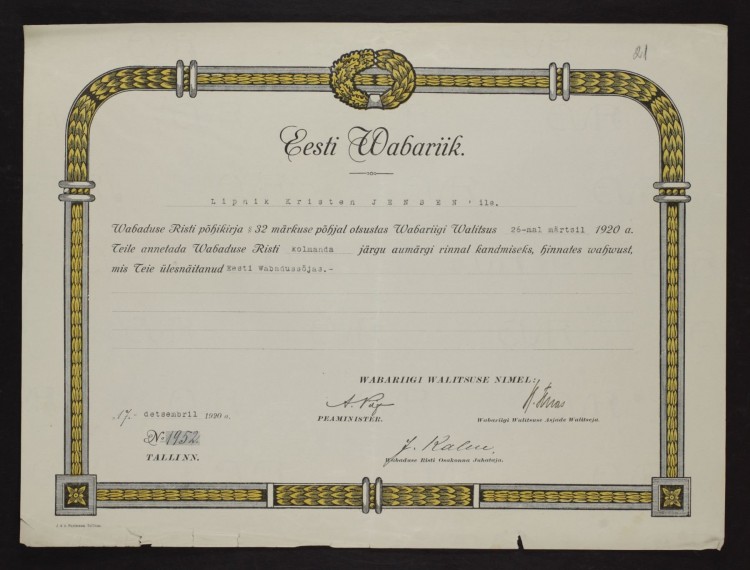 21
Eesti Wabariik.
Lipnik Kristen JENSEN'ile.
Wabaduse Risti põhikirja § 32 märkuse põhjal otsustas Wabariigi Walitsus 26-mal märtsil 1920 a.
Teile annetada Wabaduse Risti kolmanda järgu aumärgi rinnal kandmiseks, hinnates wahwust,
mis Teie ülesnäitanud Eesti Wabadussõjas.-
WABARIIGI WALITSUSE NIMEL:
17.- detsembril 1920 a.
PEAMINISTER.
Wabariigi Walitsuse Asjade Walitseja.
№ 1952
TALLINN.
Wabaduse Risti Osakonna Juhataja.